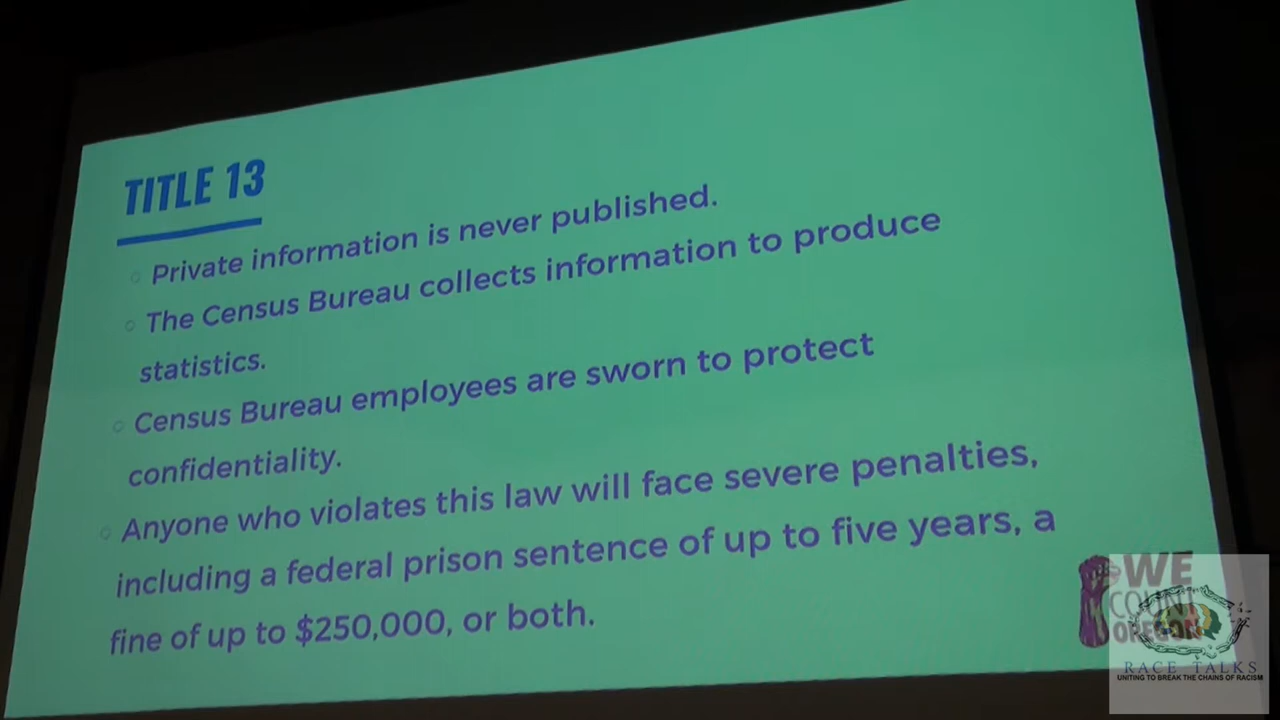 TITLE 13
Private information is never published.
The Census Bureau collects information to produce
statistics.
Census Bureau employees are sworn to protect
confidentiality.
Anyone who violates this law will face severe penalties,
including a federal prison sentence of up to five years, a
fine of up to $250,000, or both.
WE
COUNT
OREGON
RACE TALKS
UNITING TO BREAK THE CHAINS OF RACISM